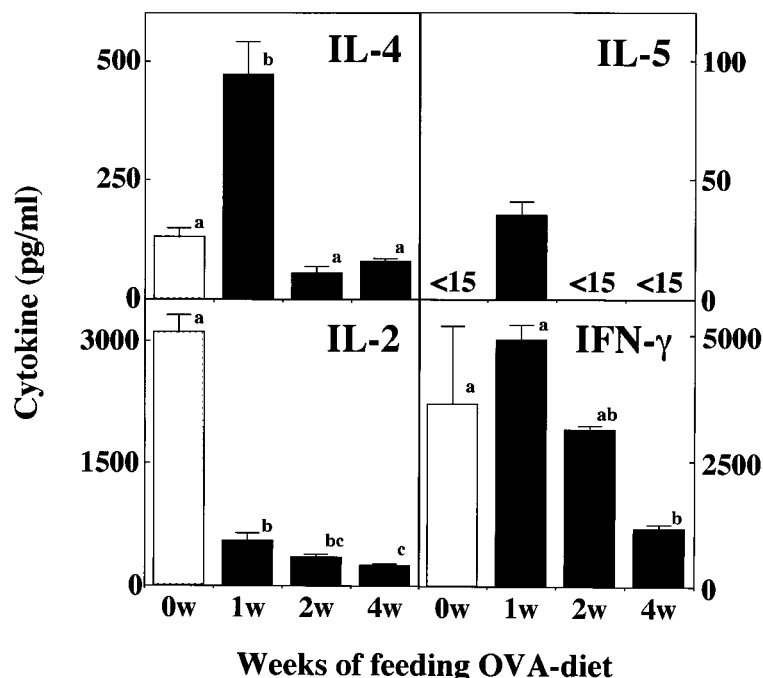 IL-4
IL-5
500
250
0
100
50
0
a
b
a
a
<15
<15
<15
IL-2
IFN-γ
3000
1500
0
5000
2500
0
a
b
bc
c
a
a
ab
b
0w 1w 2w 4w 0w 1w 2w 4w
Cytokine (pg/ml)
Weeks of feeding OVA-diet